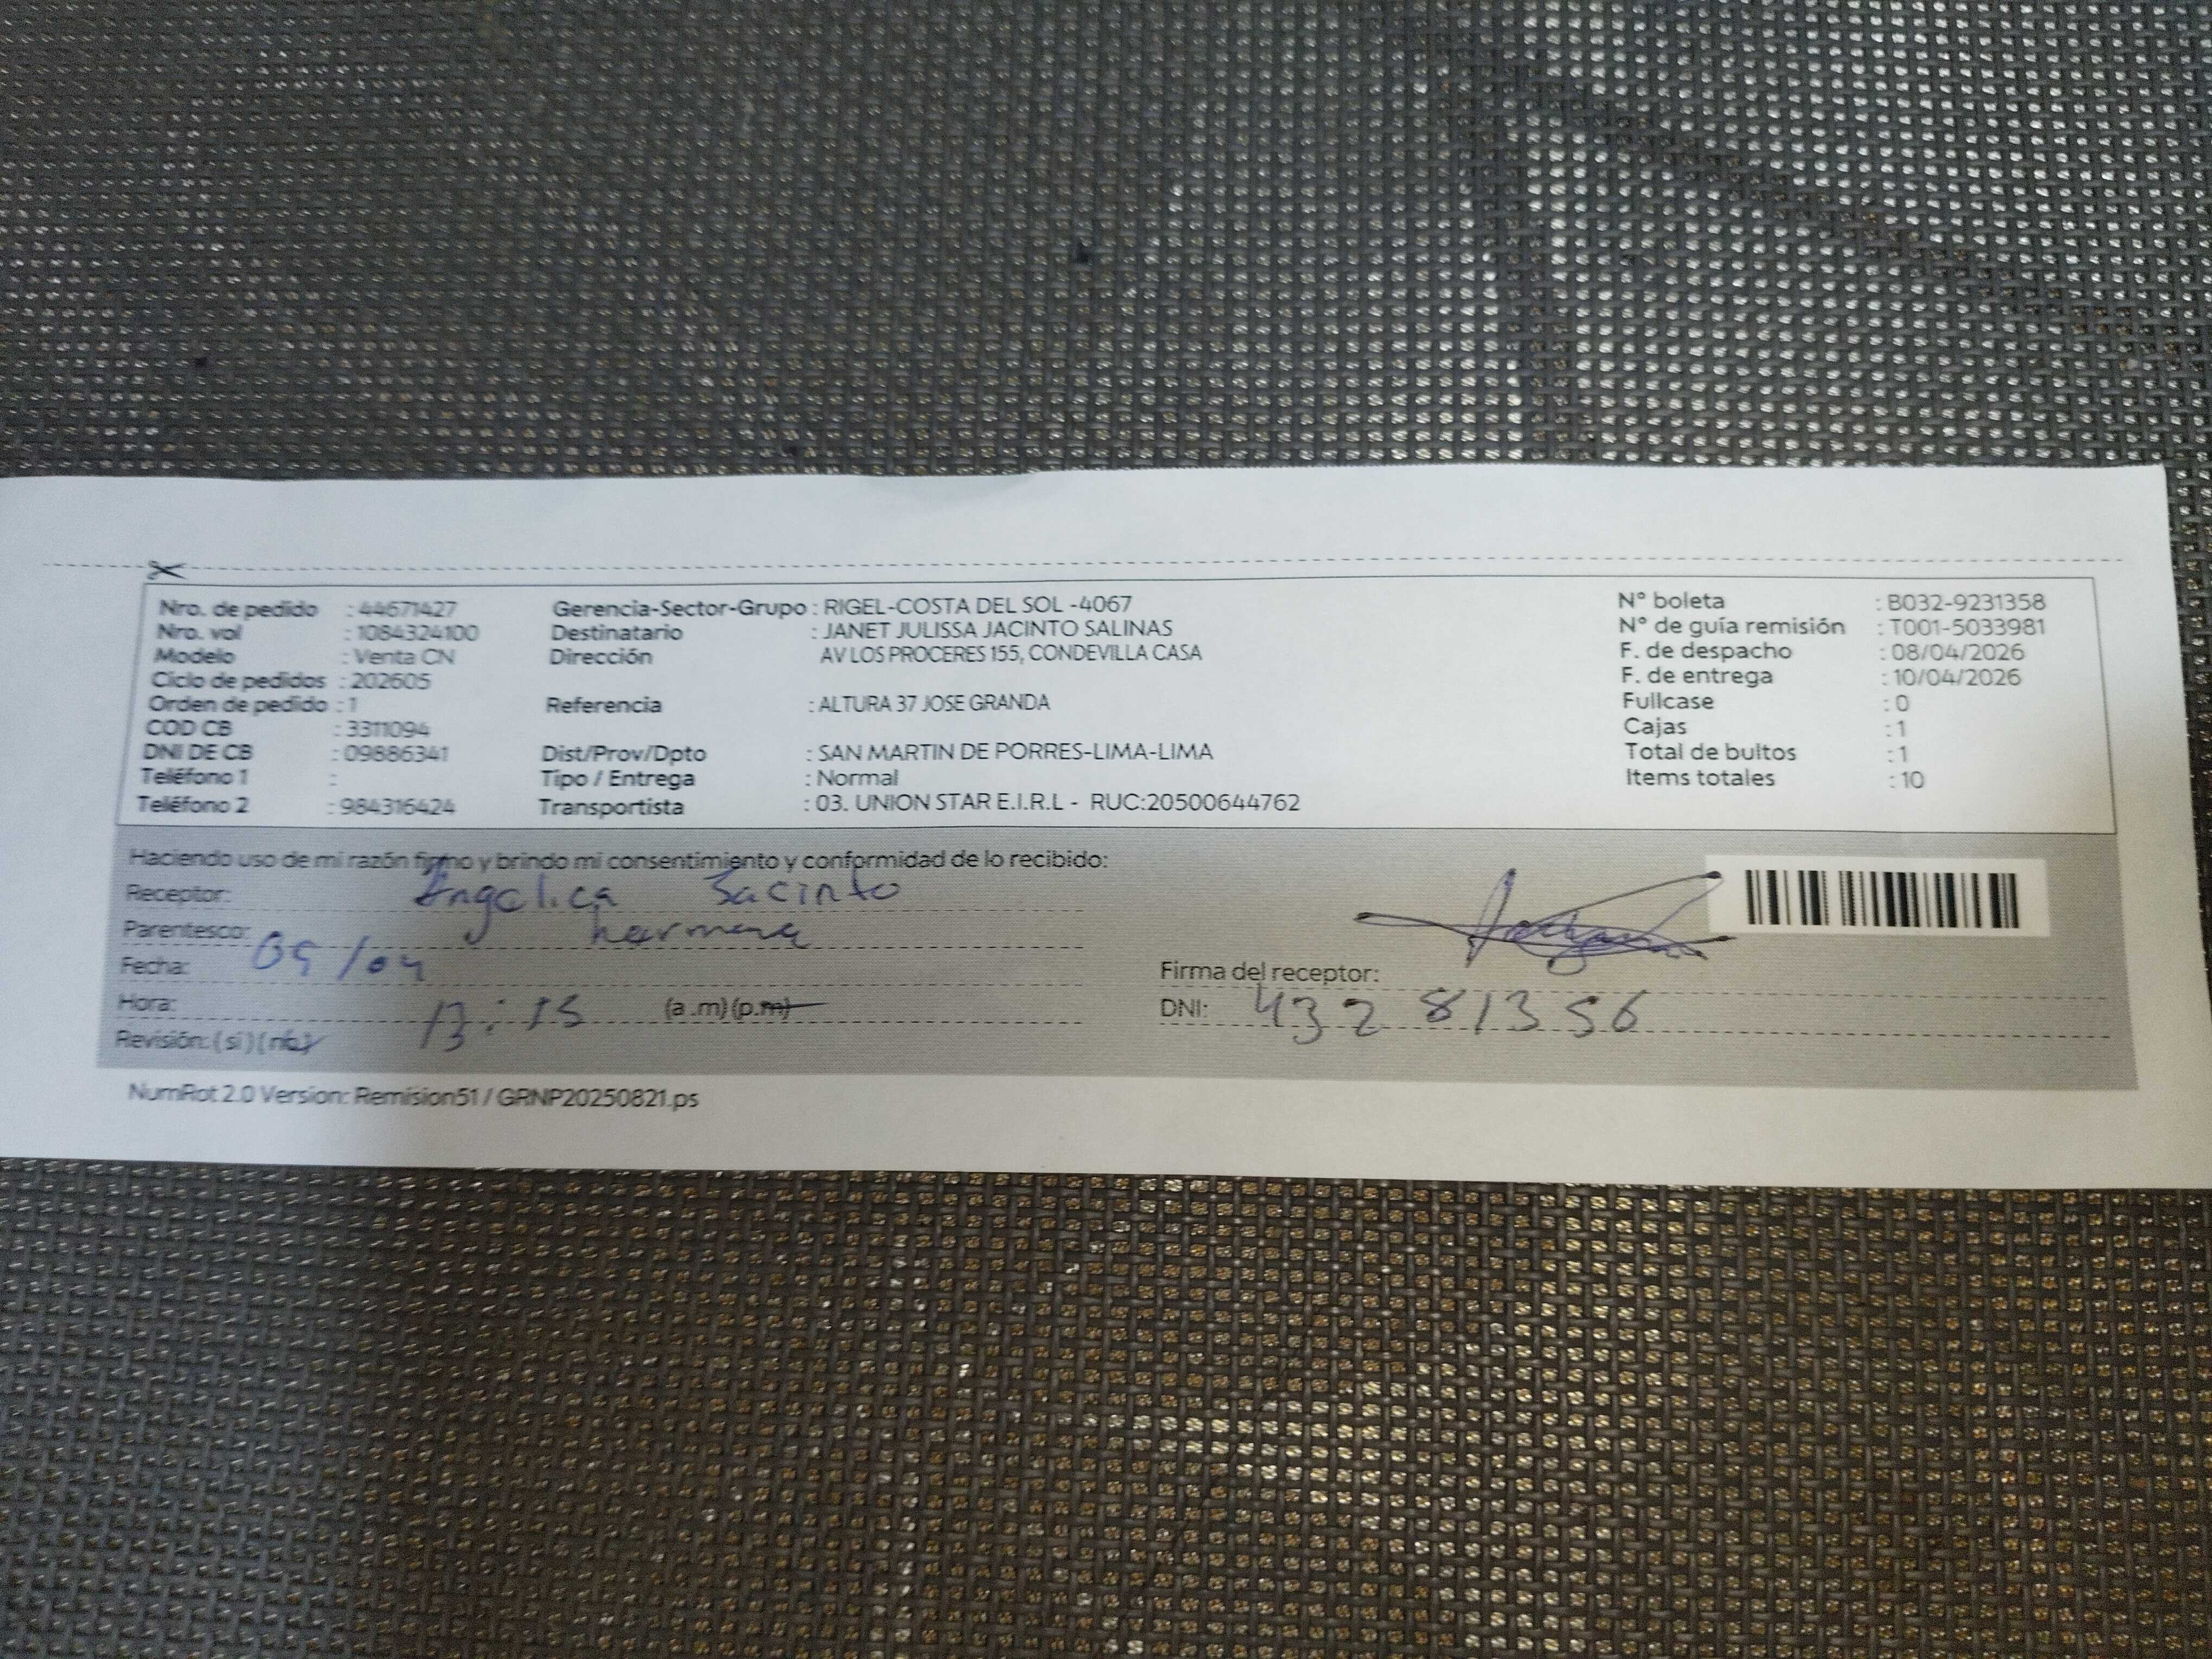 Nro. de pedido : 44671427 Gerencia-Sector-Grupo : RIGEL-COSTA DEL SOL -4067 N° boleta : B032-9231358
Nro. vol : 1084324100 Destinatario : JANET JULISSA JACINTO SALINAS N° de guía remisión : T001-5033981
Modelo : Venta CN Dirección AV LOS PROCERES 155, CONDEVILLA CASA F. de despacho : 08/04/2026
Ciclo de pedidos : 202605 F. de entrega : 10/04/2026
Orden de pedido : 1 Referencia : ALTURA 37 JOSE GRANDA Fullcase : 0
COD CB : 3311094 Cajas : 1
DNI DE CB : 09886341 Dist/Prov/Dpto : SAN MARTIN DE PORRES-LIMA-LIMA Total de bultos : 1
Teléfono 1 : Tipo / Entrega : Normal Items totales : 10
Teléfono 2 : 984316424 Transportista : 03. UNION STAR E.I.R.L - RUC:20500644762
Haciendo uso de mi razón firmo y brindo mi consentimiento y conformidad de lo recibido:
Receptor: Angelica Jacinto
Parentesco: hermana
Fecha: 09/04 Firma del receptor:
Hora: 13:15 (a.m)(p.m) DNI: 43281356
Revisión: (si)(no)
NumRot 2.0 Version: Remision51 / GRNP20250821.ps